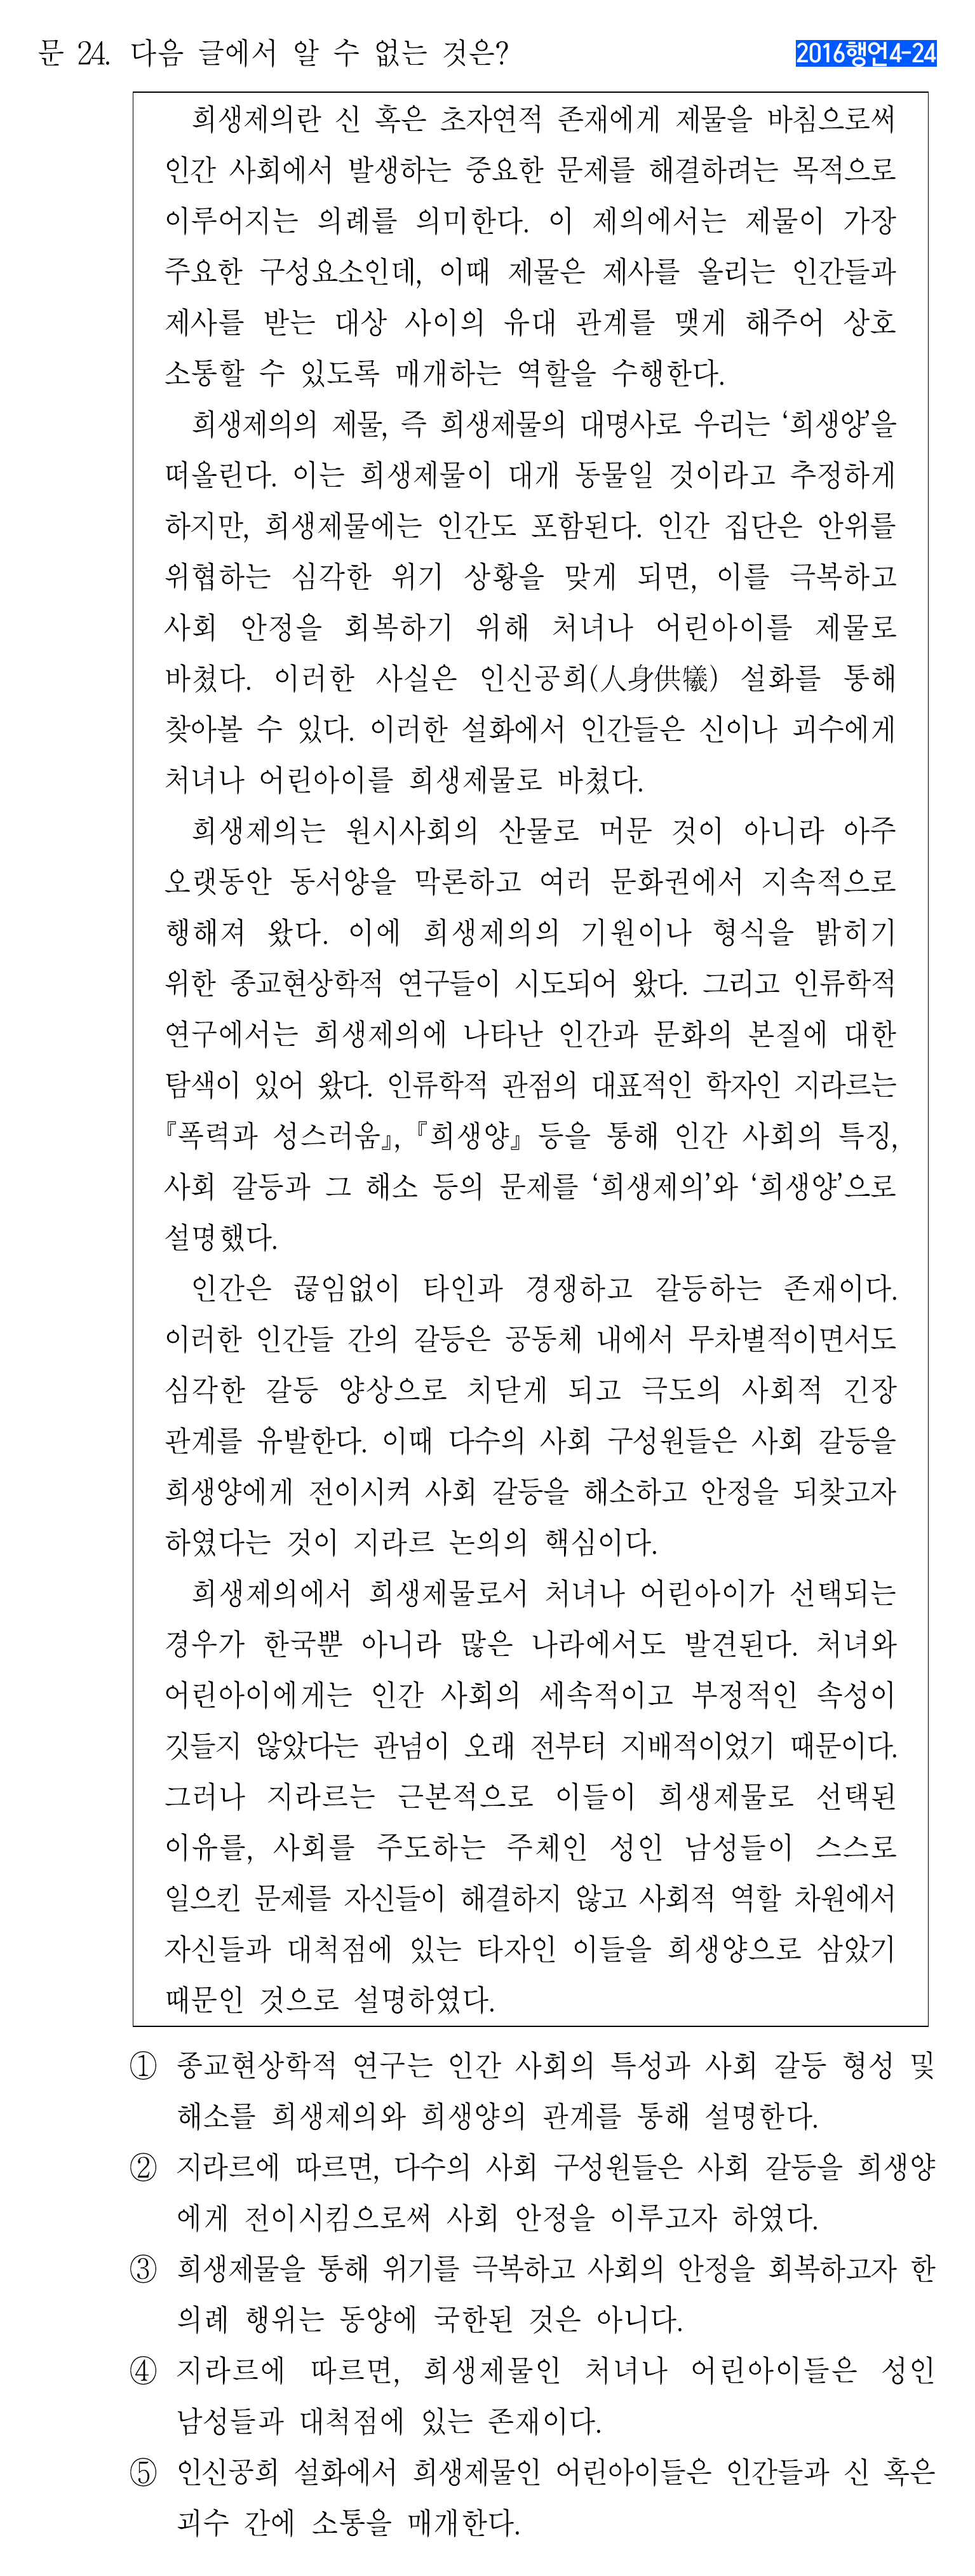 문 24. 다음 글에서 알 수 없는 것은?
2016행언4-24
희생제의란 신 혹은 초자연적 존재에게 제물을 바침으로써
인간 사회에서 발생하는 중요한 문제를 해결하려는 목적으로
이루어지는 의례를 의미한다. 이 제의에서는 제물이 가장
주요한 구성요소인데, 이때 제물은 제사를 올리는 인간들과
제사를 받는 대상 사이의 유대 관계를 맺게 해주어 상호
소통할 수 있도록 매개하는 역할을 수행한다.
희생제의의 제물, 즉 희생제물의 대명사로 우리는 ‘희생양’을
떠올린다. 이는 희생제물이 대개 동물일 것이라고 추정하게
하지만, 희생제물에는 인간도 포함된다. 인간 집단은 안위를
위협하는 심각한 위기 상황을 맞게 되면, 이를 극복하고
사회 안정을 회복하기 위해 처녀나 어린아이를 제물로
바쳤다. 이러한 사실은 인신공희(人身供犧) 설화를 통해
찾아볼 수 있다. 이러한 설화에서 인간들은 신이나 괴수에게
처녀나 어린아이를 희생제물로 바쳤다.
희생제의는 원시사회의 산물로 머문 것이 아니라 아주
오랫동안 동서양을 막론하고 여러 문화권에서 지속적으로
행해져 왔다. 이에 희생제의의 기원이나 형식을 밝히기
위한 종교현상학적 연구들이 시도되어 왔다. 그리고 인류학적
연구에서는 희생제의에 나타난 인간과 문화의 본질에 대한
탐색이 있어 왔다. 인류학적 관점의 대표적인 학자인 지라르는
『폭력과 성스러움』, 『희생양』 등을 통해 인간 사회의 특징,
사회 갈등과 그 해소 등의 문제를 ‘희생제의’와 ‘희생양’으로
설명했다.
인간은 끊임없이 타인과 경쟁하고 갈등하는 존재이다.
이러한 인간들 간의 갈등은 공동체 내에서 무차별적이면서도
심각한 갈등 양상으로 치닫게 되고 극도의 사회적 긴장
관계를 유발한다. 이때 다수의 사회 구성원들은 사회 갈등을
희생양에게 전이시켜 사회 갈등을 해소하고 안정을 되찾고자
하였다는 것이 지라르 논의의 핵심이다.
희생제의에서 희생제물로서 처녀나 어린아이가 선택되는
경우가 한국뿐 아니라 많은 나라에서도 발견된다. 처녀와
어린아이에게는 인간 사회의 세속적이고 부정적인 속성이
깃들지 않았다는 관념이 오래 전부터 지배적이었기 때문이다.
그러나 지라르는 근본적으로 이들이 희생제물로 선택된
이유를, 사회를 주도하는 주체인 성인 남성들이 스스로
일으킨 문제를 자신들이 해결하지 않고 사회적 역할 차원에서
자신들과 대척점에 있는 타자인 이들을 희생양으로 삼았기
때문인 것으로 설명하였다.
① 종교현상학적 연구는 인간 사회의 특성과 사회 갈등 형성 및
해소를 희생제의와 희생양의 관계를 통해 설명한다.
② 지라르에 따르면, 다수의 사회 구성원들은 사회 갈등을 희생양
에게 전이시킴으로써 사회 안정을 이루고자 하였다.
③ 희생제물을 통해 위기를 극복하고 사회의 안정을 회복하고자 한
의례 행위는 동양에 국한된 것은 아니다.
④ 지라르에 따르면, 희생제물인 처녀나 어린아이들은 성인
남성들과 대척점에 있는 존재이다.
⑤ 인신공희 설화에서 희생제물인 어린아이들은 인간들과 신 혹은
괴수 간에 소통을 매개한다.